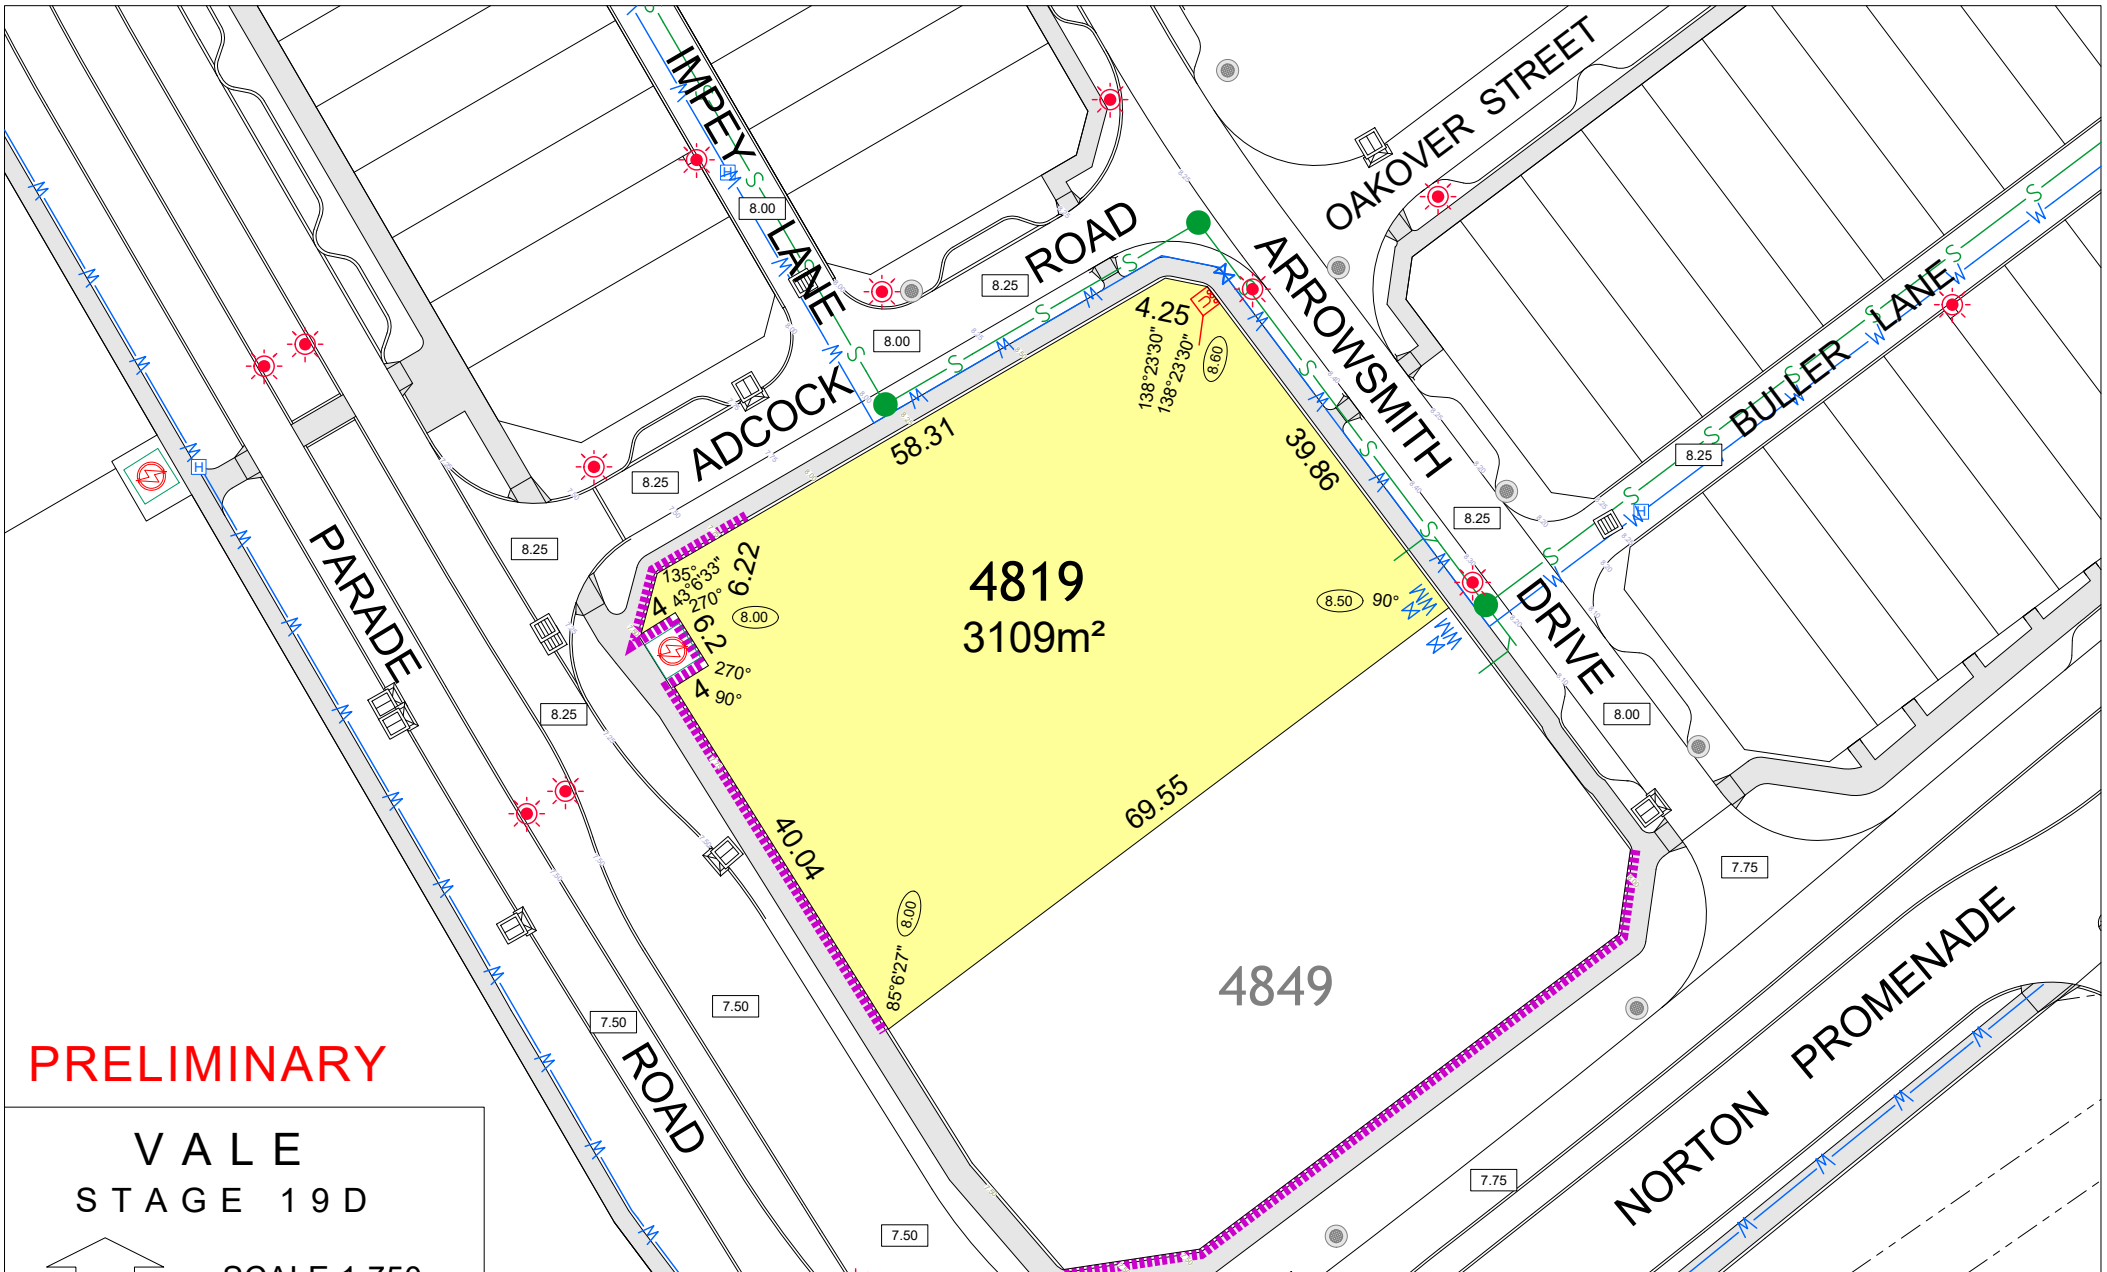 IMPEY
LANE
8.00
OAKOVER STREET
ROAD
8.25
8.00
ADCOCK
8.25
8.25
ARROWSMITH
DRIVE
BULLER
LANE
8.25
8.25
8.00
4.25
138°23'30"
138°23'30"
8.60
58.31
39.86
135°
43°6'33"
270°
6.22
4
6.2
8.00
270°
4
90°
4819
3109m²
8.50
90°
PARADE
8.25
40.04
69.55
8.00
85°6'27"
4849
7.75
7.50
7.50
ROAD
7.50
7.75
NORTON PROMENADE
PRELIMINARY
VALE
STAGE 19D